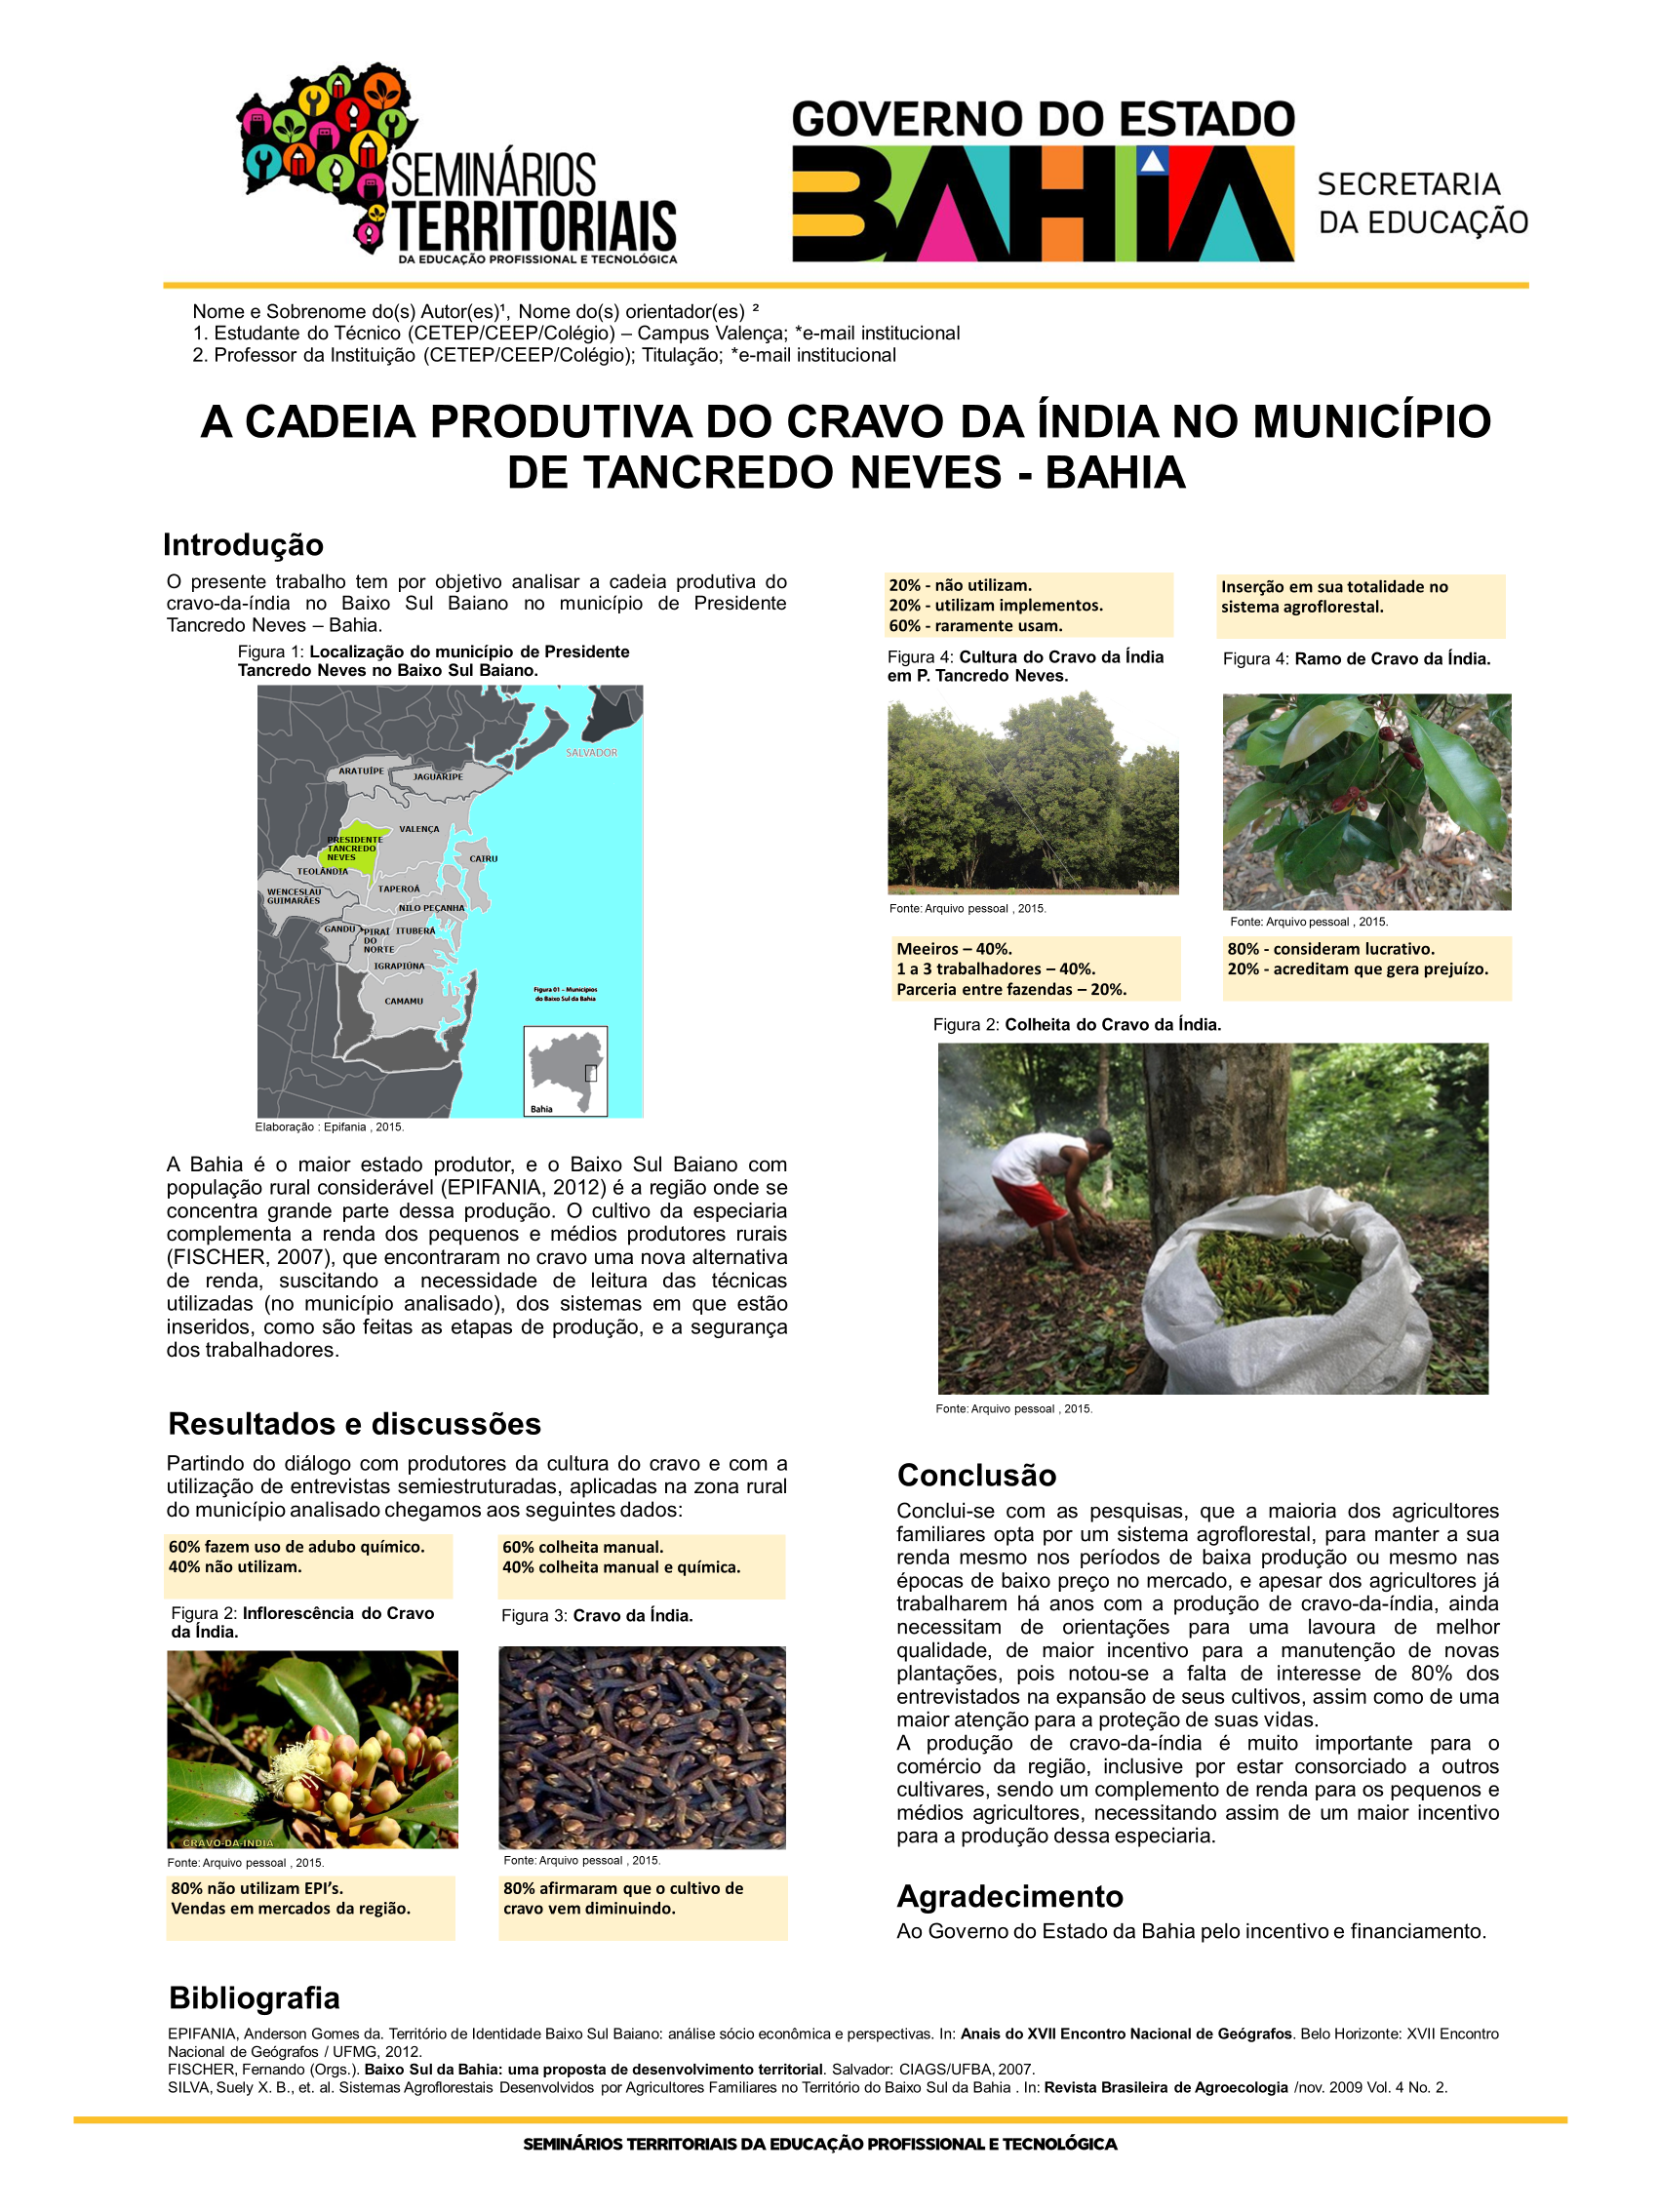 SEMINÁRIOS
TERRITORIAIS
DA EDUCAÇÃO PROFISSIONAL E TECNOLÓGICA
GOVERNO DO ESTADO
BAHIA
SECRETARIA
DA EDUCAÇÃO
Nome e Sobrenome do(s) Autor(es)¹, Nome do(s) orientador(es) ²
1. Estudante do Técnico (CETEP/CEEP/Colégio) – Campus Valença; *e-mail institucional
2. Professor da Instituição (CETEP/CEEP/Colégio); Titulação; *e-mail institucional
A CADEIA PRODUTIVA DO CRAVO DA ÍNDIA NO MUNICÍPIO
DE TANCREDO NEVES - BAHIA
Introdução
O presente trabalho tem por objetivo analisar a cadeia produtiva do
cravo-da-índia no Baixo Sul Baiano no município de Presidente
Tancredo Neves – Bahia.
Figura 1: Localização do município de Presidente
Tancredo Neves no Baixo Sul Baiano.
SALVADOR
ARATUÍPE
JAGUARIPE
VALENÇA
PRESIDENTE
TANCREDO
NEVES
CAIRU
TEOLÂNDIA
WENCESLAU
GUIMARÃES
TAPEROÁ
NILO PEÇANHA
GANDU
PIRAÍ
DO
NORTE
ITUBERÁ
IGRAPIÚNA
CAMAMU
Figura 01 - Municípios
do Baixo Sul da Bahia
Bahia
Elaboração : Epifania , 2015.
A Bahia é o maior estado produtor, e o Baixo Sul Baiano com
população rural considerável (EPIFANIA, 2012) é a região onde se
concentra grande parte dessa produção. O cultivo da especiaria
complementa a renda dos pequenos e médios produtores rurais
(FISCHER, 2007), que encontraram no cravo uma nova alternativa
de renda, suscitando a necessidade de leitura das técnicas
utilizadas (no município analisado), dos sistemas em que estão
inseridos, como são feitas as etapas de produção, e a segurança
dos trabalhadores.
Resultados e discussões
Partindo do diálogo com produtores da cultura do cravo e com a
utilização de entrevistas semiestruturadas, aplicadas na zona rural
do município analisado chegamos aos seguintes dados:
60% fazem uso de adubo químico.
40% não utilizam.
60% colheita manual.
40% colheita manual e química.
Figura 2: Inflorescência do Cravo
da Índia.
Figura 3: Cravo da Índia.
CRAVO-DA-INDIA
Fonte: Arquivo pessoal , 2015.
Fonte: Arquivo pessoal , 2015.
80% não utilizam EPI’s.
Vendas em mercados da região.
80% afirmaram que o cultivo de
cravo vem diminuindo.
20% - não utilizam.
20% - utilizam implementos.
60% - raramente usam.
Inserção em sua totalidade no
sistema agroflorestal.
Figura 4: Cultura do Cravo da Índia
em P. Tancredo Neves.
Figura 4: Ramo de Cravo da Índia.
Fonte: Arquivo pessoal , 2015.
Fonte: Arquivo pessoal , 2015.
Meeiros – 40%.
1 a 3 trabalhadores – 40%.
Parceria entre fazendas – 20%.
80% - consideram lucrativo.
20% - acreditam que gera prejuízo.
Figura 2: Colheita do Cravo da Índia.
Fonte: Arquivo pessoal , 2015.
Conclusão
Conclui-se com as pesquisas, que a maioria dos agricultores
familiares opta por um sistema agroflorestal, para manter a sua
renda mesmo nos períodos de baixa produção ou mesmo nas
épocas de baixo preço no mercado, e apesar dos agricultores já
trabalharem há anos com a produção de cravo-da-índia, ainda
necessitam de orientações para uma lavoura de melhor
qualidade, de maior incentivo para a manutenção de novas
plantações, pois notou-se a falta de interesse de 80% dos
entrevistados na expansão de seus cultivos, assim como de uma
maior atenção para a proteção de suas vidas.
A produção de cravo-da-índia é muito importante para o
comércio da região, inclusive por estar consorciado a outros
cultivares, sendo um complemento de renda para os pequenos e
médios agricultores, necessitando assim de um maior incentivo
para a produção dessa especiaria.
Agradecimento
Ao Governo do Estado da Bahia pelo incentivo e financiamento.
Bibliografia
EPIFANIA, Anderson Gomes da. Território de Identidade Baixo Sul Baiano: análise sócio econômica e perspectivas. In: Anais do XVII Encontro Nacional de Geógrafos. Belo Horizonte: XVII Encontro
Nacional de Geógrafos / UFMG, 2012.
FISCHER, Fernando (Orgs.). Baixo Sul da Bahia: uma proposta de desenvolvimento territorial. Salvador: CIAGS/UFBA, 2007.
SILVA, Suely X. B., et. al. Sistemas Agroflorestais Desenvolvidos por Agricultores Familiares no Território do Baixo Sul da Bahia . In: Revista Brasileira de Agroecologia /nov. 2009 Vol. 4 No. 2.
SEMINÁRIOS TERRITORIAIS DA EDUCAÇÃO PROFISSIONAL E TECNOLÓGICA